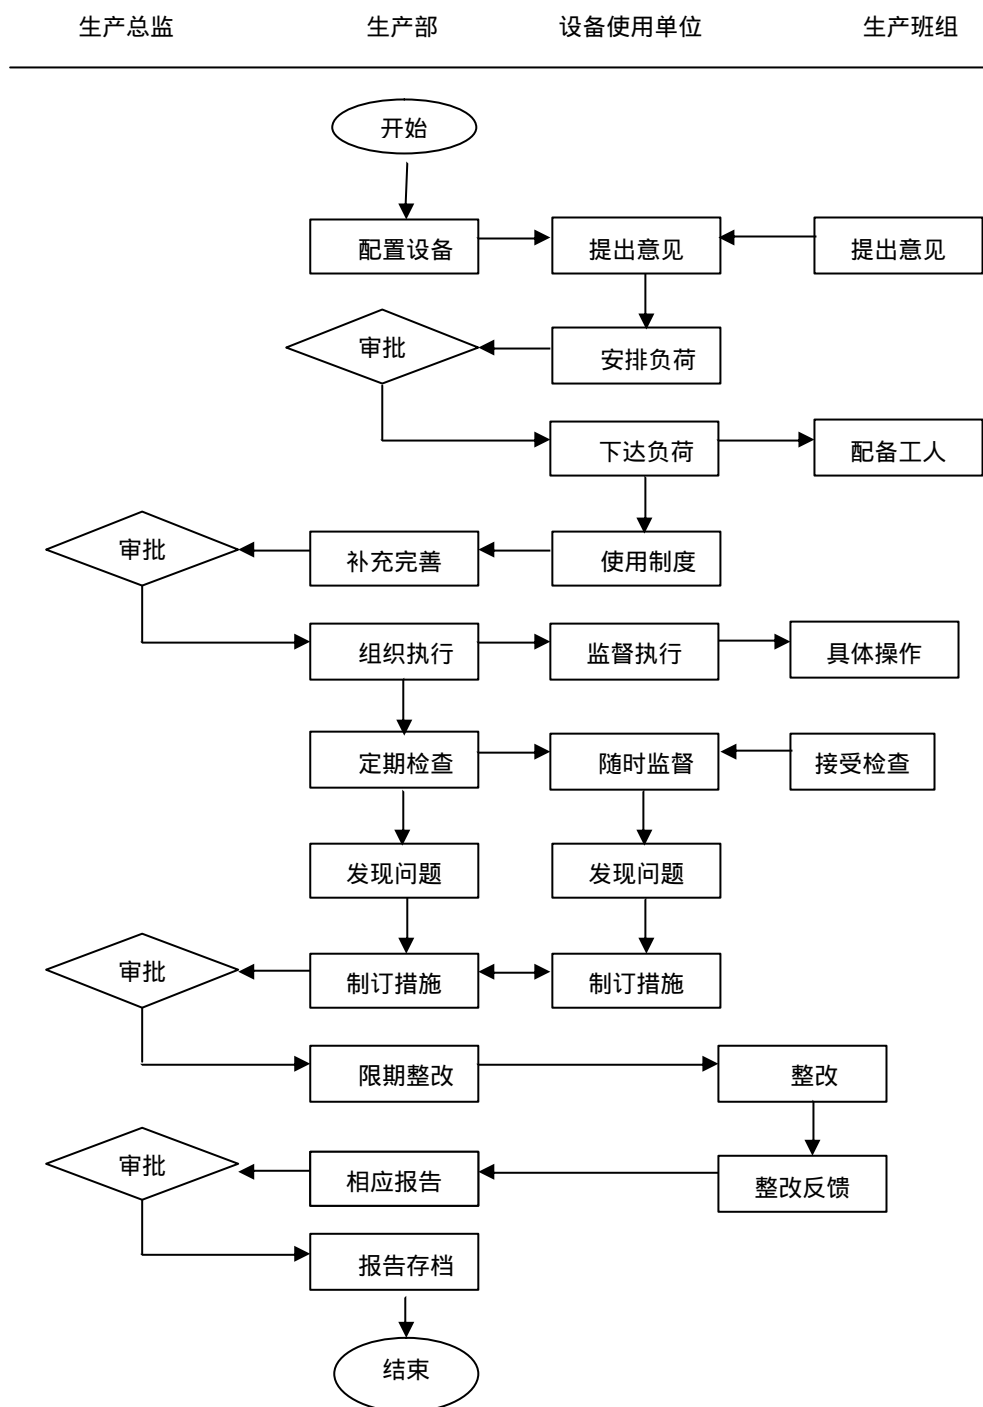 生产总监 生产部 设备使用单位 生产班组
开始
配置设备 提出意见 提出意见
审批 安排负荷
下达负荷 配备工人
审批 补充完善 使用制度
组织执行 监督执行 具体操作
定期检查 随时监督 接受检查
发现问题 发现问题
审批 制订措施 制订措施
限期整改 整改
审批 相应报告 整改反馈
报告存档
结束